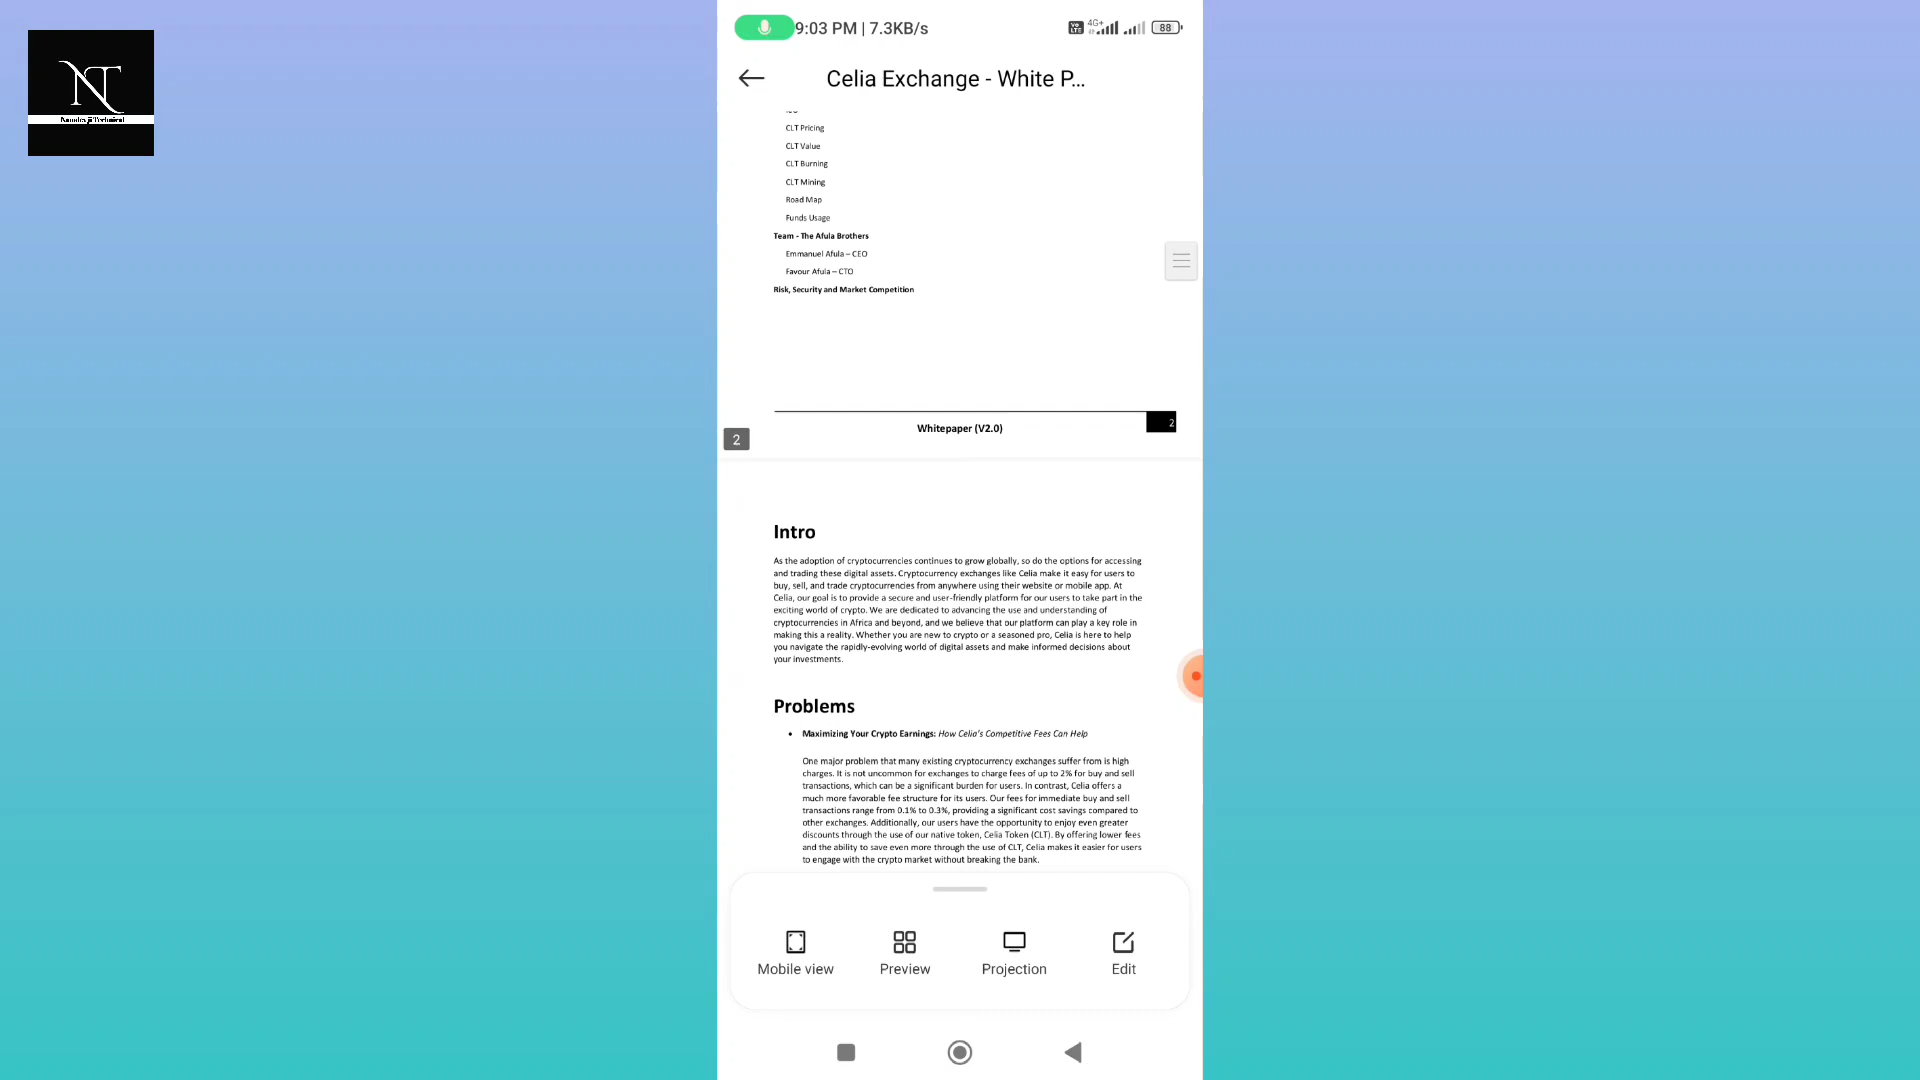 NT
9:03 PM | 7.3KB/s
4G+
88
Celia Exchange - White P...
CLT Pricing
CLT Value
CLT Burning
CLT Mining
Road Map
Funds Usage
Team - The Afula Brothers
Emmanuel Afula – CEO
Favour Afula – CTO
Risk, Security and Market Competition
Whitepaper (V2.0)
2
2
Intro
As the adoption of cryptocurrencies continues to grow globally, so do the options for accessing
and trading these digital assets. Cryptocurrency exchanges like Celia make it easy for users to
buy, sell, and trade cryptocurrencies from anywhere using their website or mobile app. At
Celia, our goal is to provide a secure and user-friendly platform for our users to take part in the
exciting world of crypto. We are dedicated to advancing the use and understanding of
cryptocurrencies in Africa and beyond, and we believe that our platform can play a key role in
making this a reality. Whether you are new to crypto or a seasoned pro, Celia is here to help
you navigate the rapidly-evolving world of digital assets and make informed decisions about
your investments.
Problems
• Maximizing Your Crypto Earnings: How Celia's Competitive Fees Can Help
One major problem that many existing cryptocurrency exchanges suffer from is high
charges. It is not uncommon for exchanges to charge fees of up to 2% for buy and sell
transactions, which can be a significant burden for users. In contrast, Celia offers a
much more favorable fee structure for its users. Our fees for immediate buy and sell
transactions range from 0.1% to 0.3%, providing a significant cost savings compared to
other exchanges. Additionally, our users have the opportunity to enjoy even greater
discounts through the use of our native token, Celia Token (CLT). By offering lower fees
and the ability to save even more through the use of CLT, Celia makes it easier for users
to engage with the crypto market without breaking the bank.
Mobile view
Preview
Projection
Edit